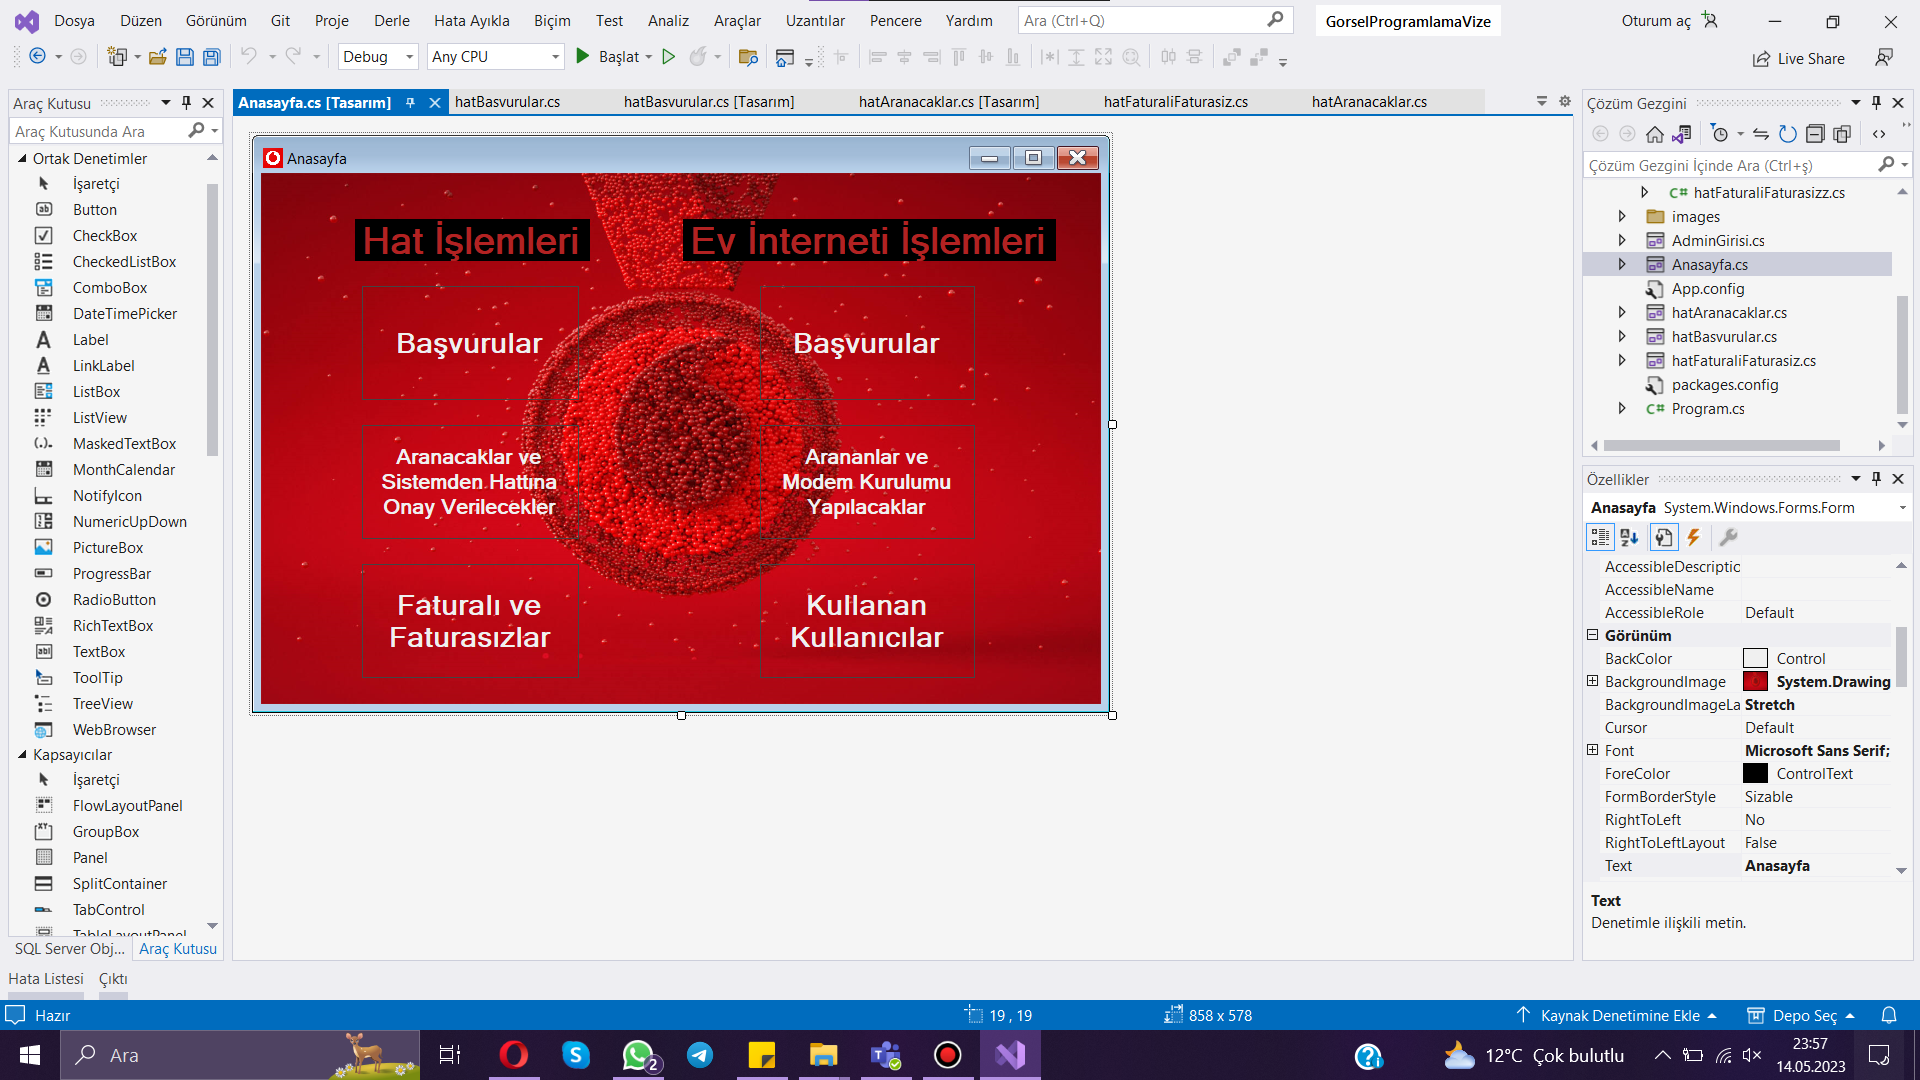 Dosya Düzen Görünüm Git Proje Derle Hata Ayıkla Biçim Test Analiz Araçlar Uzantılar Pencere Yardım Ara (Ctrl+Q) GorselProgramlamaVize Oturum aç
Debug Any CPU Başlat Live Share
Araç Kutusu
Araç Kutusunda Ara
Ortak Denetimler
İşaretçi
Button
CheckBox
CheckedListBox
ComboBox
DateTimePicker
Label
LinkLabel
ListBox
ListView
MaskedTextBox
MonthCalendar
NotifyIcon
NumericUpDown
PictureBox
ProgressBar
RadioButton
RichTextBox
TextBox
ToolTip
TreeView
WebBrowser
Kapsayıcılar
İşaretçi
FlowLayoutPanel
GroupBox
Panel
SplitContainer
TabControl
TableLayoutPanel
SQL Server Obj... Araç Kutusu
Anasayfa.cs [Tasarım] hatBasvurular.cs hatBasvurular.cs [Tasarım] hatAranacaklar.cs [Tasarım] hatFaturaliFaturasiz.cs hatAranacaklar.cs
Anasayfa
Hat İşlemleri Ev İnterneti İşlemleri
Başvurular Başvurular
Aranacaklar ve
Sistemden Hattına
Onay Verilecekler
Arananlar ve
Modem Kurulumu
Yapılacaklar
Faturalı ve
Faturasızlar
Kullanan
Kullanıcılar
Çözüm Gezgini
Çözüm Gezgini İçinde Ara (Ctrl+ş)
C# hatFaturaliFaturasizz.cs
images
AdminGirisi.cs
Anasayfa.cs
App.config
hatAranacaklar.cs
hatBasvurular.cs
hatFaturaliFaturasiz.cs
packages.config
C# Program.cs
Özellikler
Anasayfa System.Windows.Forms.Form
AccessibleDescriptic
AccessibleName
AccessibleRole Default
Görünüm
BackColor Control
BackgroundImage System.Drawing
BackgroundImageLa Stretch
Cursor Default
Font Microsoft Sans Serif;
ForeColor ControlText
FormBorderStyle Sizable
RightToLeft No
RightToLeftLayout False
Text Anasayfa
Text
Denetimle ilişkili metin.
Hata Listesi Çıktı
Hazır 19 , 19 858 x 578 Kaynak Denetimine Ekle Depo Seç
Ara 2 12°C Çok bulutlu 23:57
14.05.2023